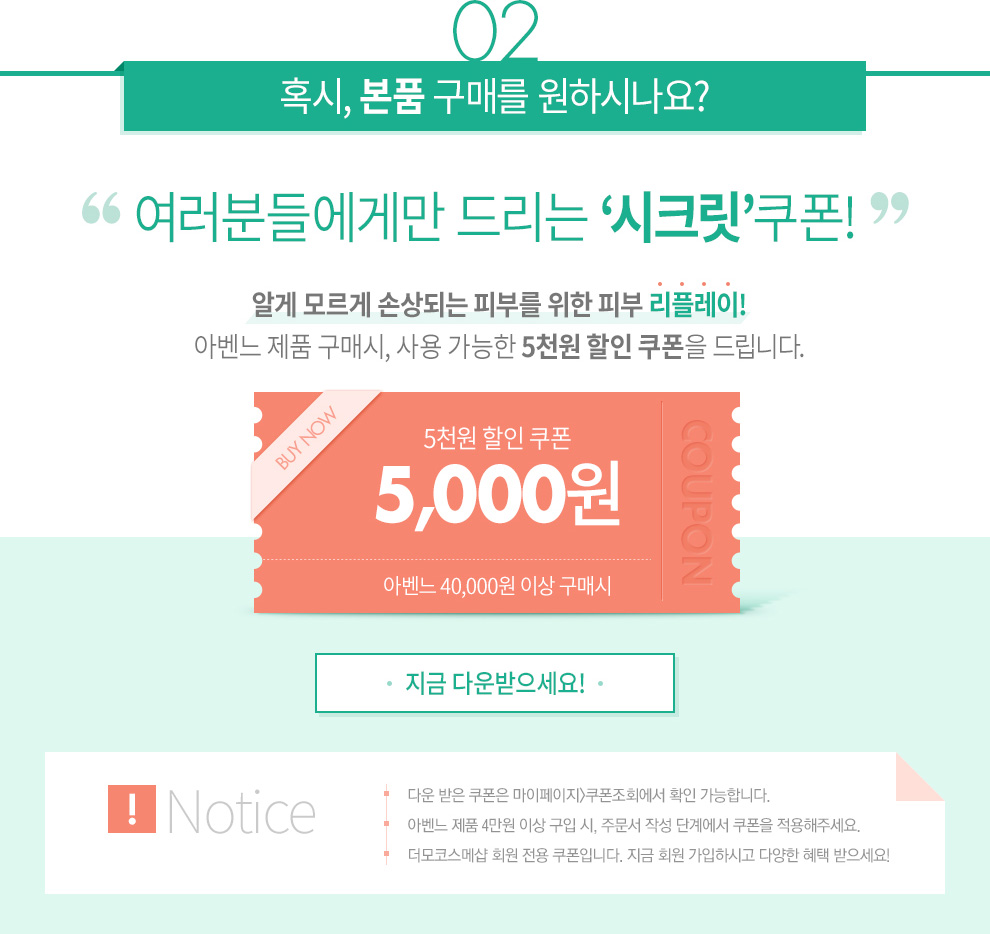 02
혹시, 본품 구매를 원하시나요?
“ 여러분들에게만 드리는 ‘시크릿’쿠폰! ”
알게 모르게 손상되는 피부를 위한 피부 리플레이!
아벤느 제품 구매시, 사용 가능한 5천원 할인 쿠폰을 드립니다.
BUY NOW
5천원 할인 쿠폰
5,000원
아벤느 40,000원 이상 구매시
COUPON
· 지금 다운받으세요! ·
! Notice
다운 받은 쿠폰은 마이페이지>쿠폰조회에서 확인 가능합니다.
아벤느 제품 4만원 이상 구입 시, 주문서 작성 단계에서 쿠폰을 적용해주세요.
더모코스메샵 회원 전용 쿠폰입니다. 지금 회원 가입하시고 다양한 혜택 받으세요!